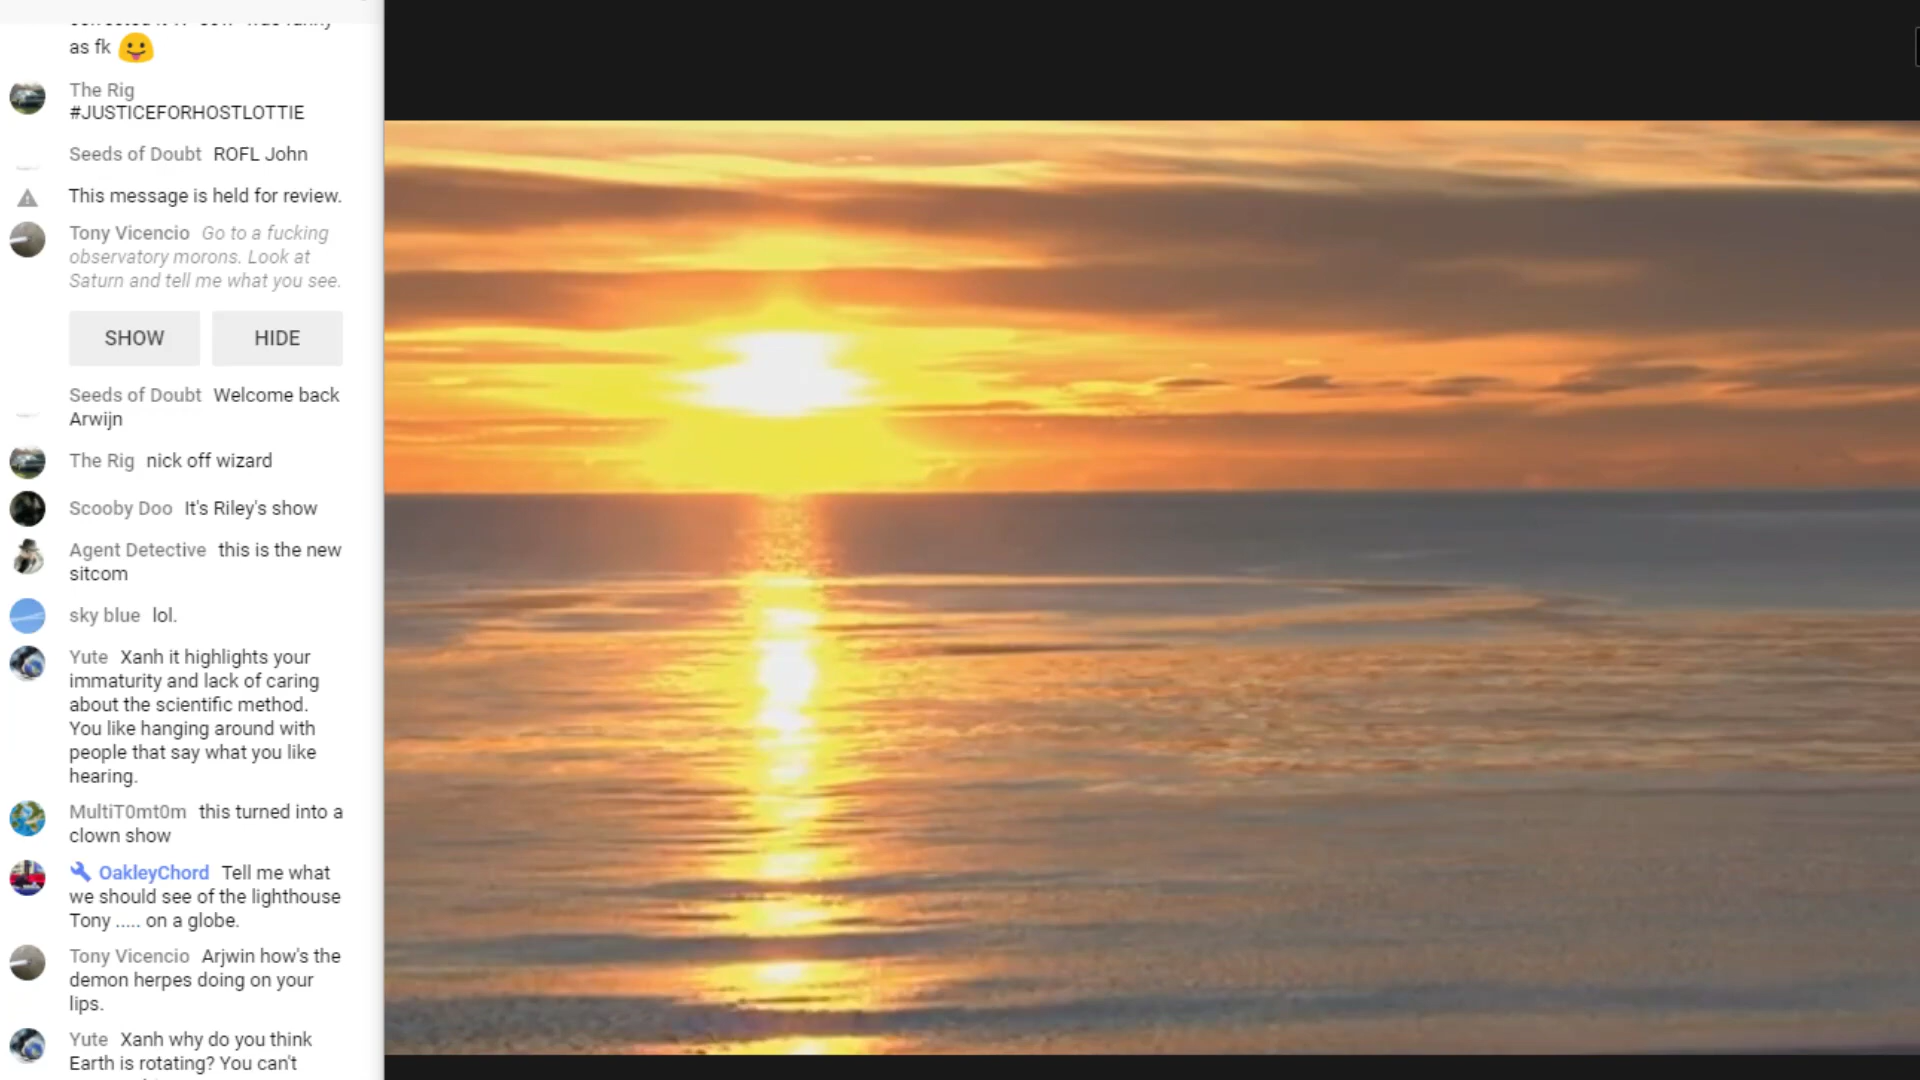 as fk
The Rig
#JUSTICEFORHOSTLOTTIE
Seeds of Doubt ROFL John
This message is held for review.
Tony Vicencio Go to a fucking
observatory morons. Look at
Saturn and tell me what you see.
SHOW HIDE
Seeds of Doubt Welcome back
Arwijn
The Rig nick off wizard
Scooby Doo It's Riley's show
Agent Detective this is the new
sitcom
sky blue lol.
Yute Xanh it highlights your
immaturity and lack of caring
about the scientific method.
You like hanging around with
people that say what you like
hearing.
MultiT0mt0m this turned into a
clown show
OakleyChord Tell me what
we should see of the lighthouse
Tony ..... on a globe.
Tony Vicencio Arjwin how's the
demon herpes doing on your
lips.
Yute Xanh why do you think
Earth is rotating? You can't